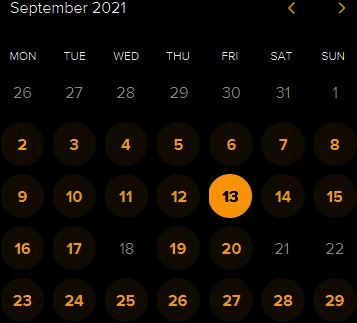 September 2021
MON TUE WED THU FRI SAT SUN
26 27 28 29 30 31 1
2 3 4 5 6 7 8
9 10 11 12 13 14 15
16 17 18 19 20 21 22
23 24 25 26 27 28 29